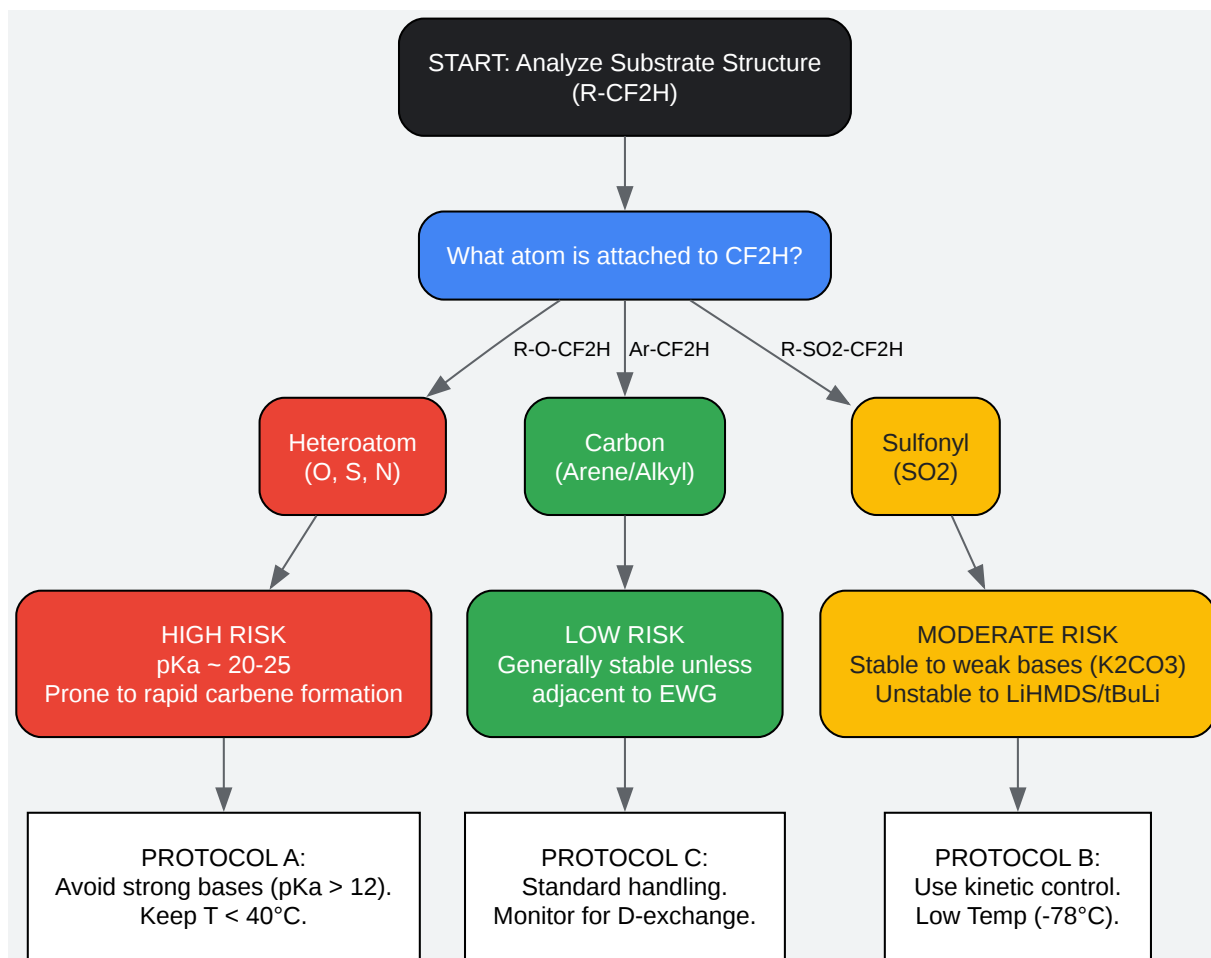 START: Analyze Substrate Structure
(R-CF2H)
What atom is attached to CF2H?
R-O-CF2H
Ar-CF2H
R-SO2-CF2H
Heteroatom
(O, S, N)
Carbon
(Arene/Alkyl)
Sulfonyl
(SO2)
HIGH RISK
pKa ~ 20-25
Prone to rapid carbene formation
LOW RISK
Generally stable unless
adjacent to EWG
MODERATE RISK
Stable to weak bases (K2CO3)
Unstable to LiHMDS/tBuLi
PROTOCOL A:
Avoid strong bases (pKa > 12).
Keep T < 40°C.
PROTOCOL C:
Standard handling.
Monitor for D-exchange.
PROTOCOL B:
Use kinetic control.
Low Temp (-78°C).